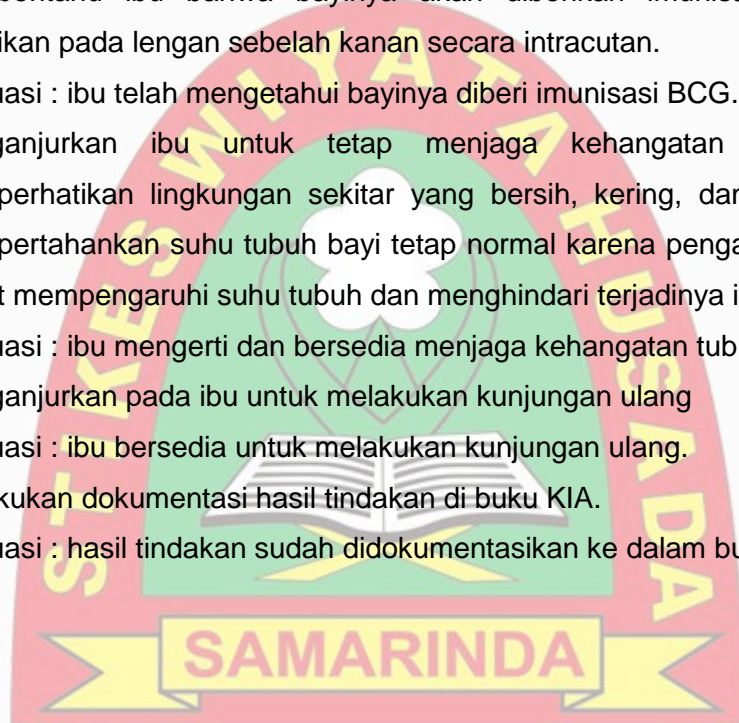 ikan pada lengan sebelah kanan secara intracutan.
uasi : ibu telah mengetahui bayinya diberi imunisasi BCG.
ganjurkan ibu untuk tetap menjaga kehangatan
perhatikan lingkungan sekitar yang bersih, kering, dan
pertahankan suhu tubuh bayi tetap normal karena penga
t mempengaruhi suhu tubuh dan menghindari terjadinya i
uasi : ibu mengerti dan bersedia menjaga kehangatan tub
ganjurkan pada ibu untuk melakukan kunjungan ulang
uasi : ibu bersedia untuk melakukan kunjungan ulang.
kukan dokumentasi hasil tindakan di buku KIA.
uasi : hasil tindakan sudah didokumentasikan ke dalam bu
STIKES WIYATA HUSADA
SAMARINDA